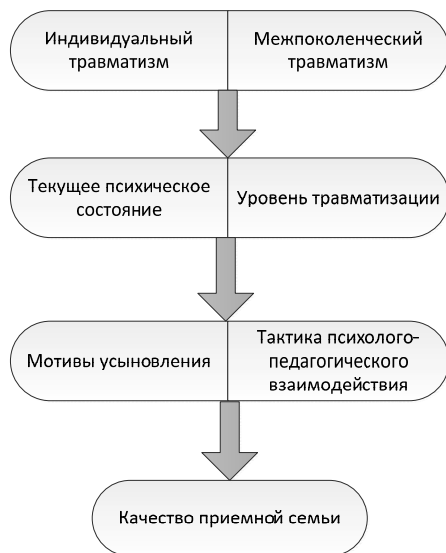 Индивидуальный
травматизм
Межпоколенческий
травматизм
Текущее психическое
состояние
Уровень травматизации
Мотивы усыновления
Тактика психолого-
педагогического
взаимодействия
Качество приемной семьи